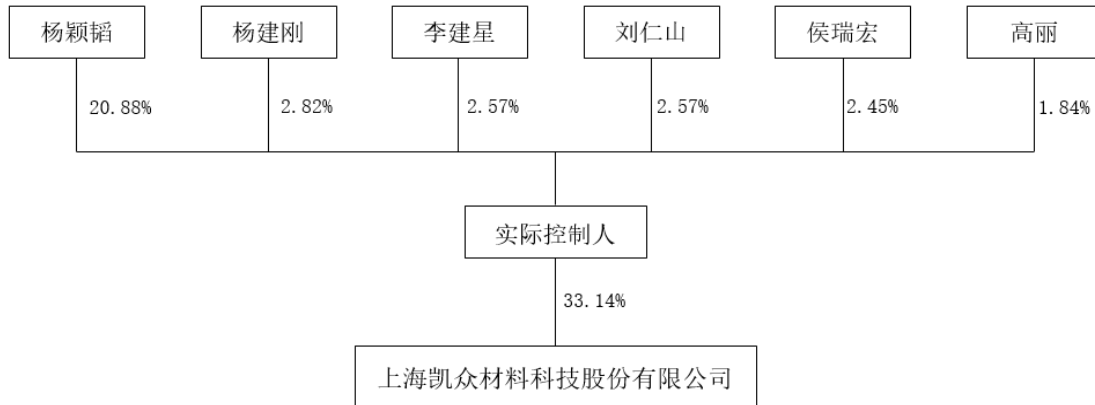 杨颖韬
杨建刚
李建星
刘仁山
侯瑞宏
高丽
20.88%
2.82%
2.57%
2.57%
2.45%
1.84%
实际控制人
33.14%
上海凯众材料科技股份有限公司